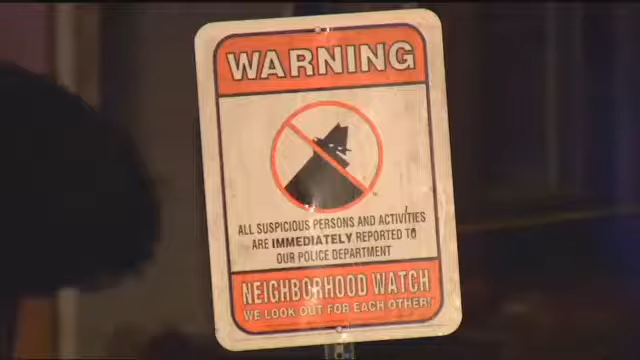 WARNING
ALL SUSPICIOUS PERSONS AND ACTIVITIES
ARE IMMEDIATELY REPORTED TO
OUR POLICE DEPARTMENT
NEIGHBORHOOD WATCH
WE LOOK OUT FOR EACH OTHER!